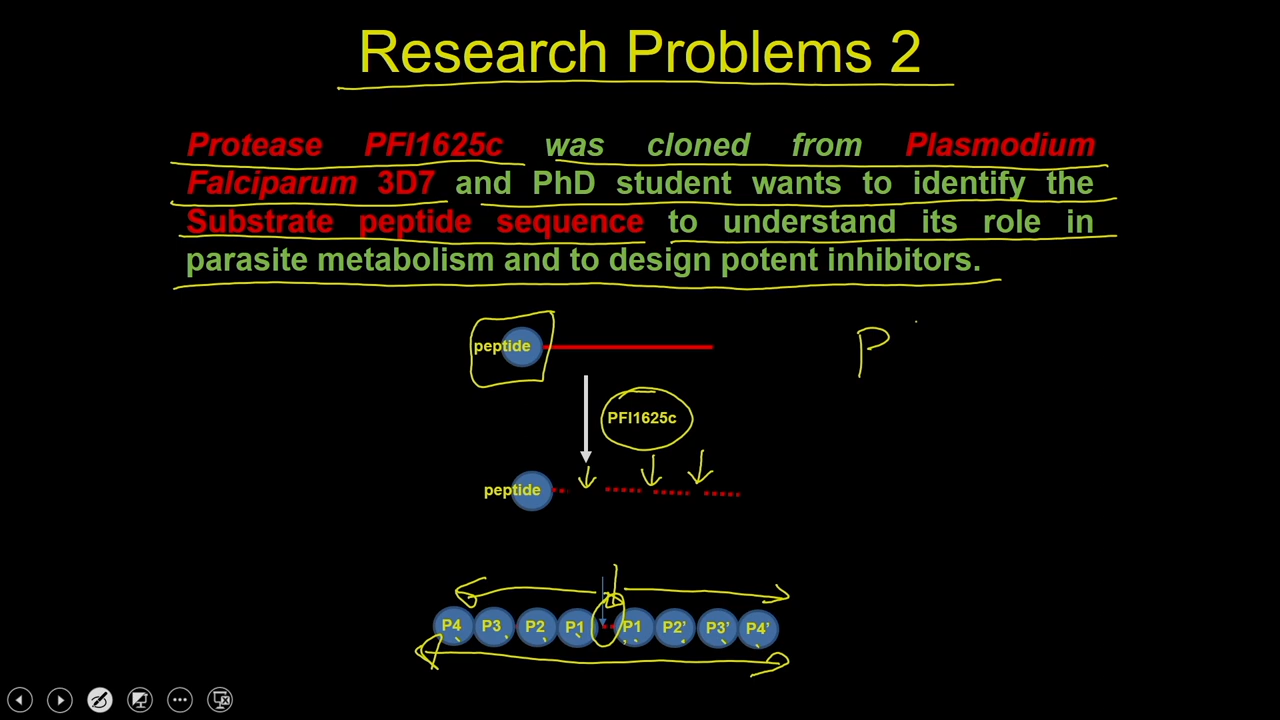 Research Problems 2
Protease PFI1625c was cloned from Plasmodium
Falciparum 3D7 and PhD student wants to identify the
Substrate peptide sequence to understand its role in
parasite metabolism and to design potent inhibitors.
peptide
P
PFI1625c
peptide
P4 P3 P2 P1 P1 P2' P3' P4'